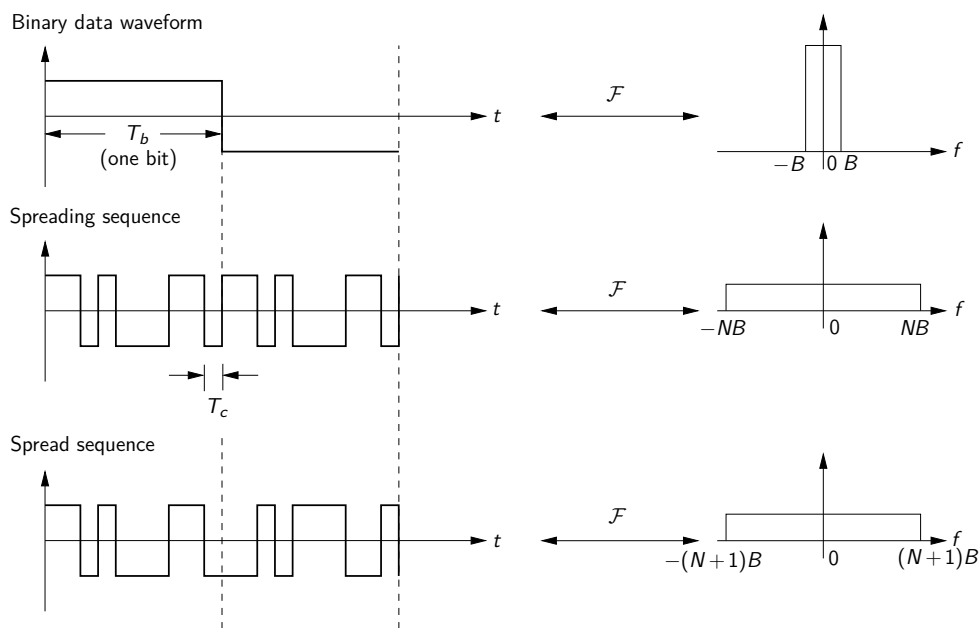 Binary data waveform
T_b
(one bit)
t
ℱ
−B 0 B
f
Spreading sequence
t
ℱ
−NB 0 NB
f
T_c
Spread sequence
t
ℱ
−(N+1)B 0 (N+1)B
f